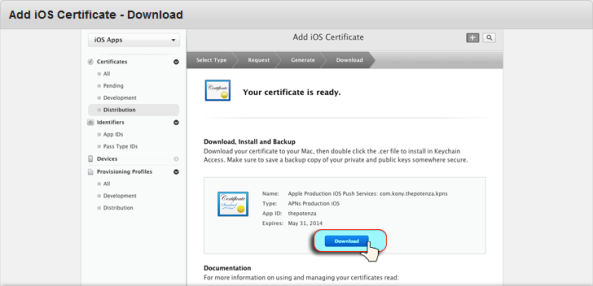 Add iOS Certificate - Download
iOS Apps
Certificates
All
Pending
Development
Distribution
Identifiers
App IDs
Pass Type IDs
Devices
Provisioning Profiles
All
Development
Distribution
Add iOS Certificate
Select Type
Request
Generate
Download
Certificate
Your certificate is ready.
Download, Install and Backup
Download your certificate to your Mac, then double click the .cer file to install in Keychain
Access. Make sure to save a backup copy of your private and public keys somewhere secure.
Certificate
Name: Apple Production iOS Push Services: com.kony.thepotenza.kpns
Type: APNs Production iOS
App ID: thepotenza
Expires: May 31, 2014
Download
Documentation
For more information on using and managing your certificates read: